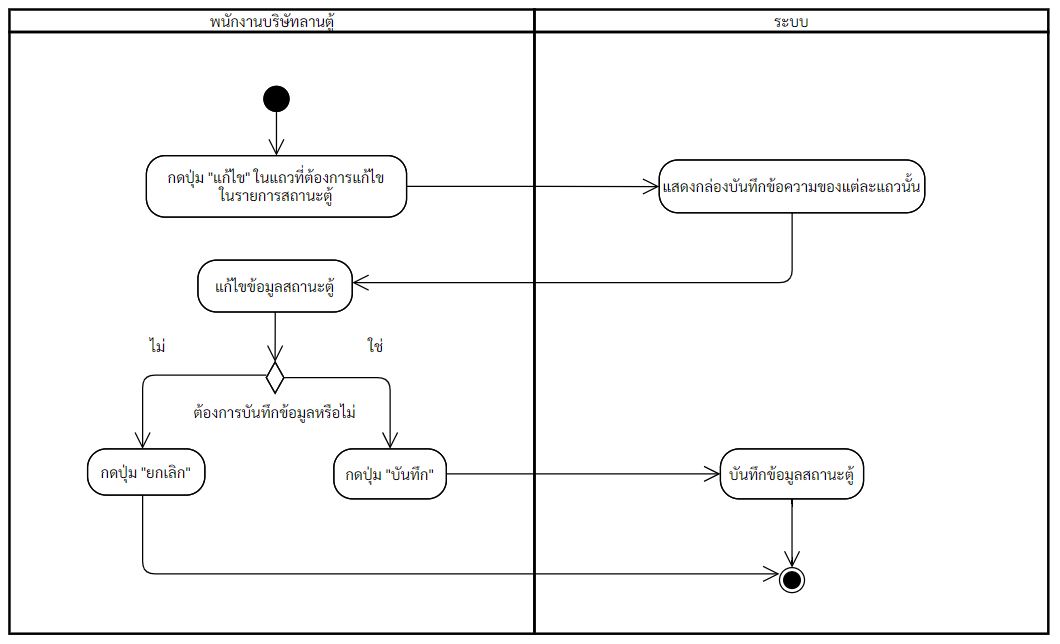 พนักงานบริษัทลานตู้
ระบบ
กดปุ่ม "แก้ไข" ในแถวที่ต้องการแก้ไข
ในรายการสถานะตู้
แสดงกล่องบันทึกข้อความของแต่ละแถวนั้น
แก้ไขข้อมูลสถานะตู้
ไม่
ใช่
ต้องการบันทึกข้อมูลหรือไม่
กดปุ่ม "ยกเลิก"
กดปุ่ม "บันทึก"
บันทึกข้อมูลสถานะตู้